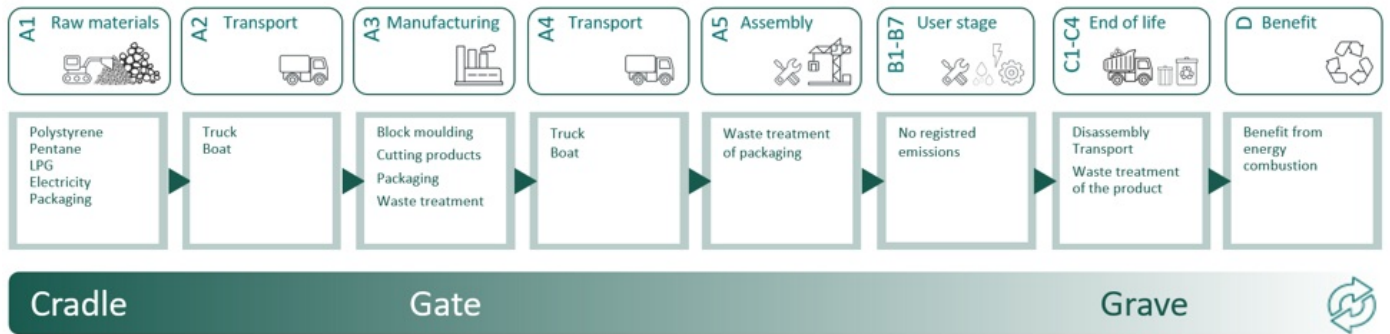 A1 Raw materials
A2 Transport
A3 Manufacturing
A4 Transport
A5 Assembly
B1-B7 User stage
C1-C4 End of life
D Benefit
Polystyrene
Pentane
LPG
Electricity
Packaging
Truck
Boat
Block moulding
Cutting products
Packaging
Waste treatment
Truck
Boat
Waste treatment
of packaging
No registred
emissions
Disassembly
Transport
Waste treatment
of the product
Benefit from
energy
combustion
Cradle
Gate
Grave